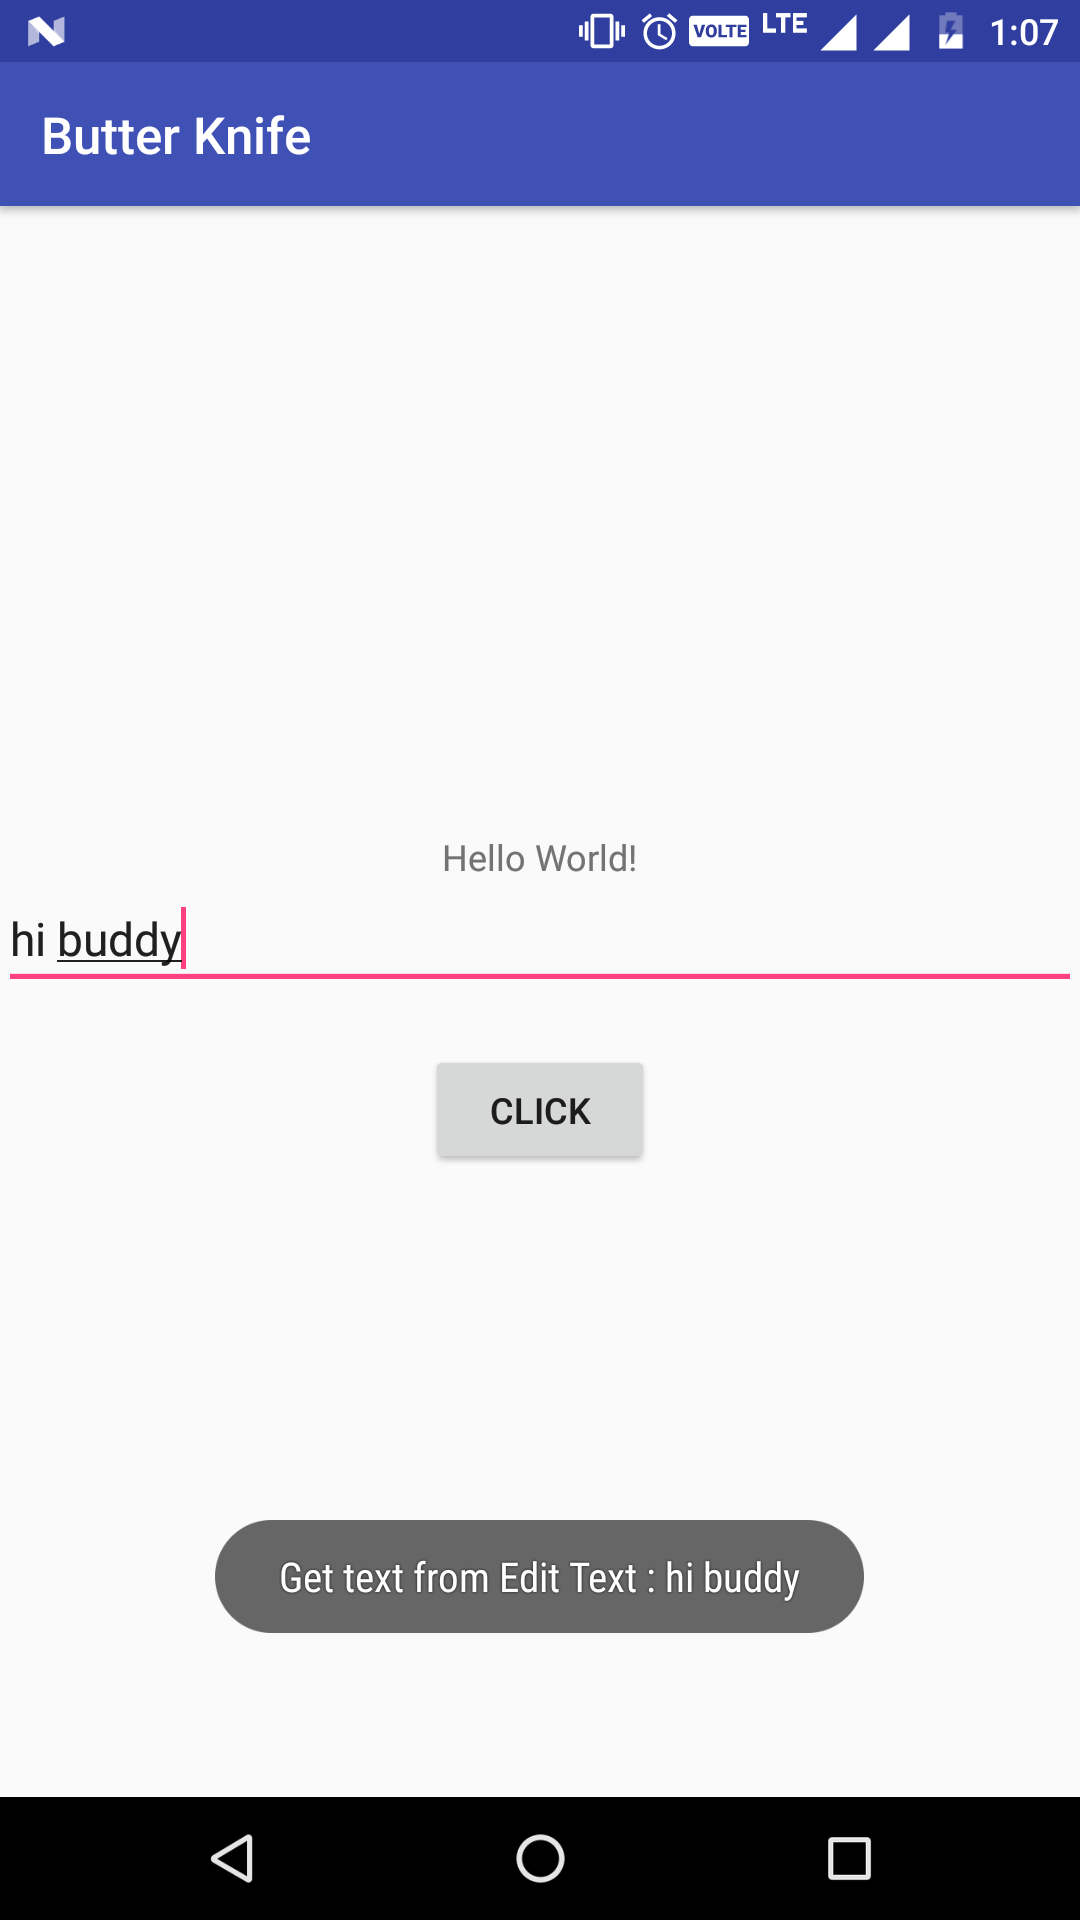 VOLTE LTE 1:07
Butter Knife
Hello World!
hi buddy
CLICK
Get text from Edit Text : hi buddy